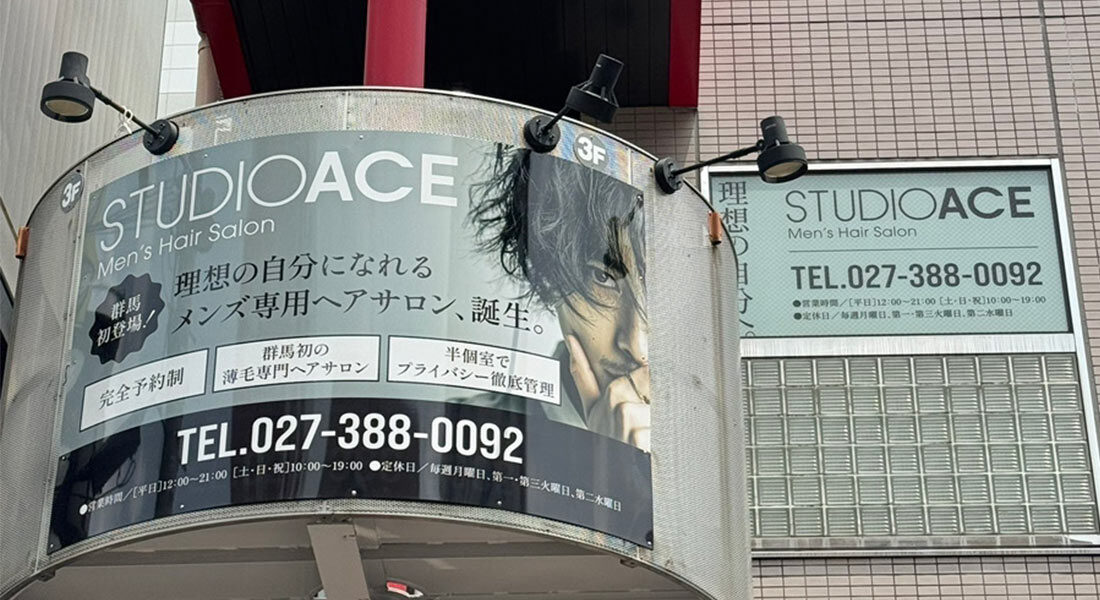 3F
3F
STUDIOACE
Men's Hair Salon
群馬
初登場!
理想の自分になれる
メンズ専用ヘアサロン、誕生。
完全予約制
群馬初の
薄毛専門ヘアサロン
半個室で
プライバシー徹底管理
TEL.027-388-0092
●営業時間／[平日]12:00〜21:00 [土・日・祝]10:00〜19:00 ●定休日／毎週月曜日、第一・第三火曜日、第二水曜日
理想の自分へ。
STUDIOACE
Men's Hair Salon
TEL.027-388-0092
●営業時間／[平日]12:00〜21:00 [土・日・祝]10:00〜19:00
●定休日／毎週月曜日、第一・第三火曜日、第二水曜日